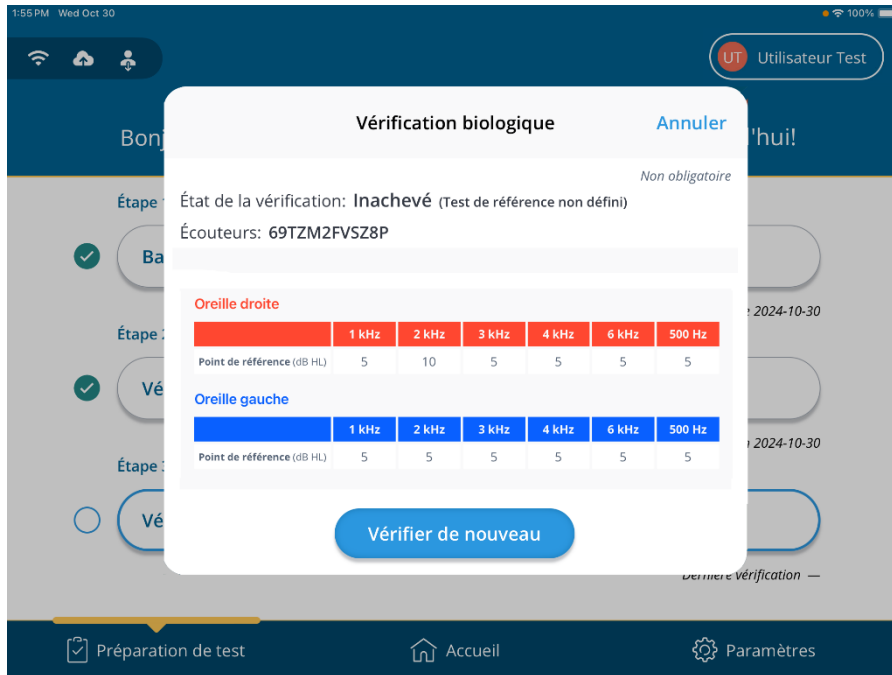 1:55 PM Wed Oct 30
100%
UT Utilisateur Test
Bonj
'hui!
Vérification biologique
Annuler
Non obligatoire
État de la vérification: Inachevé (Test de référence non défini)
Écouteurs: 69TZM2FVSZ8P
Étape
Ba
2024-10-30
Étape
Vé
2024-10-30
Étape
Vé
Oreille droite
1 kHz 2 kHz 3 kHz 4 kHz 6 kHz 500 Hz
Point de référence (dB HL) 5 10 5 5 5 5
Oreille gauche
1 kHz 2 kHz 3 kHz 4 kHz 6 kHz 500 Hz
Point de référence (dB HL) 5 5 5 5 5 5
Vérifier de nouveau
Dernière vérification —
Préparation de test
Accueil
Paramètres